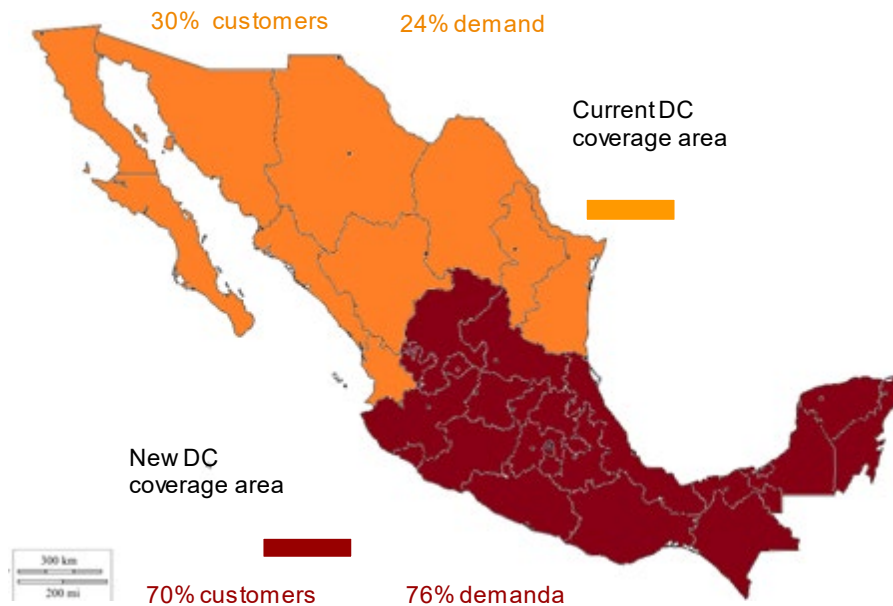 30% customers 24% demand
Current DC
coverage area
New DC
coverage area
300 km
200 mi
70% customers 76% demanda